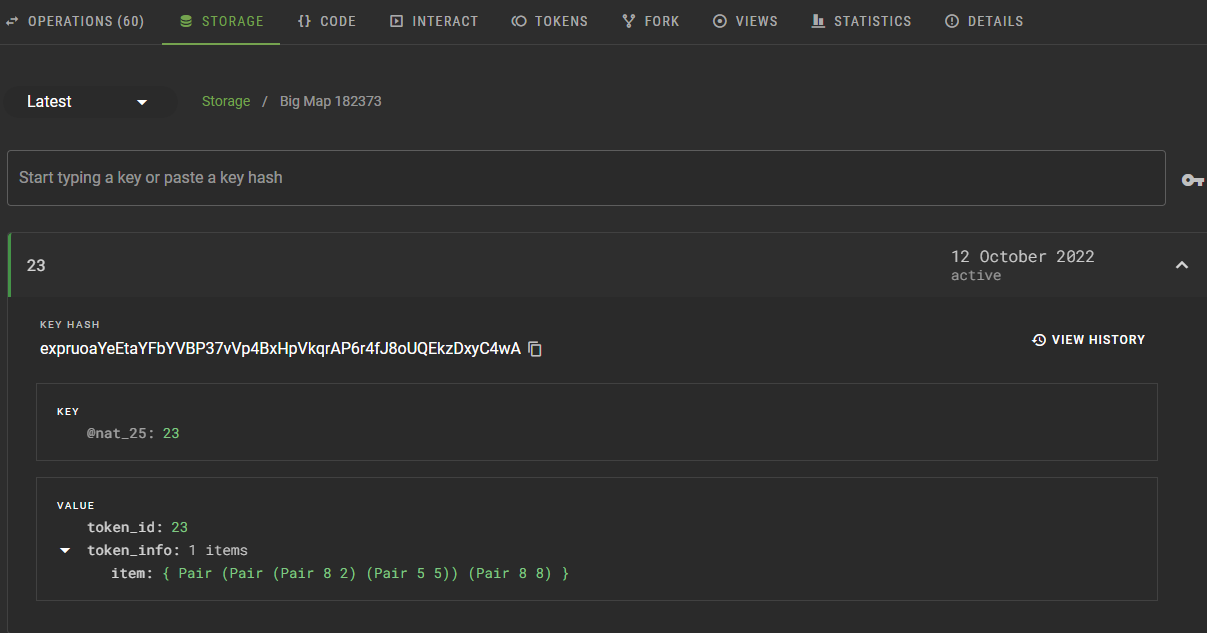 OPERATIONS (60) STORAGE {} CODE INTERACT TOKENS FORK VIEWS STATISTICS DETAILS
Latest Storage / Big Map 182373
Start typing a key or paste a key hash
23
12 October 2022
active
KEY HASH
expruoaYeEtaYFbYVBP37vVp4BxHpVkqrAP6r4fJ8oUQEkzDxyC4wA
VIEW HISTORY
KEY
@nat_25: 23
VALUE
token_id: 23
token_info: 1 items
item: { Pair (Pair (Pair 8 2) (Pair 5 5)) (Pair 8 8) }